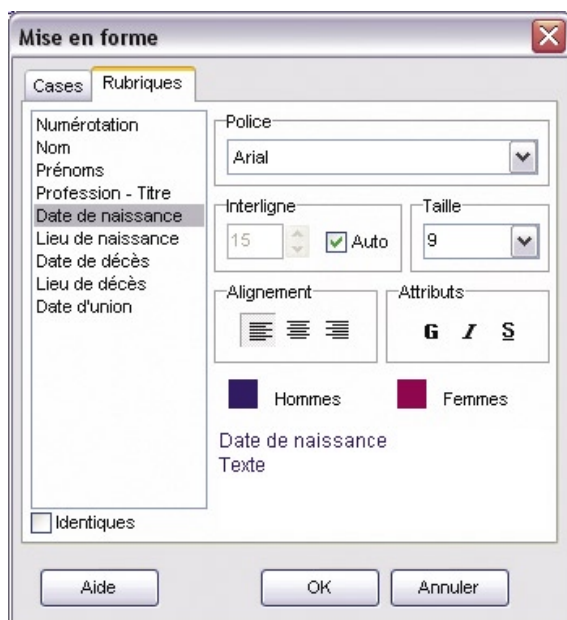 Mise en forme
Cases Rubriques
Numérotation
Nom
Prénoms
Profession - Titre
Date de naissance
Lieu de naissance
Date de décès
Lieu de décès
Date d'union
Identiques
Police
Arial
Interligne
15 Auto
Taille
9
Alignement
Attributs
G I S
Hommes Femmes
Date de naissance
Texte
Aide OK Annuler